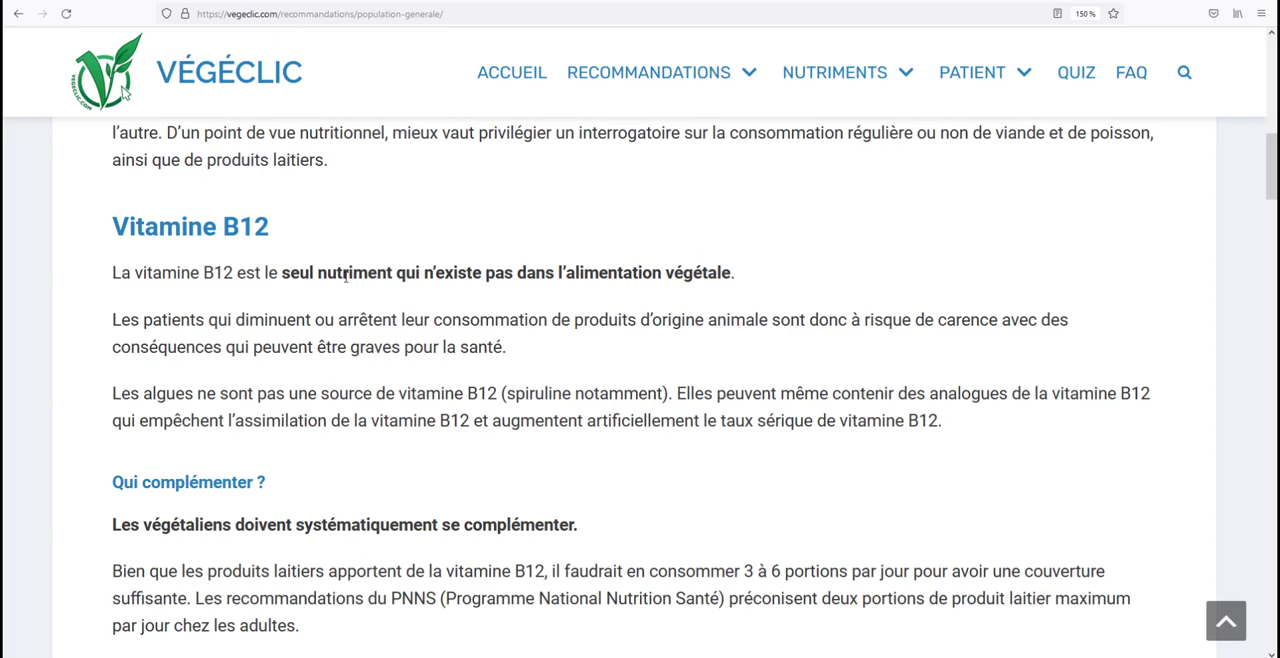 https://vegeclic.com/recommandations/population-generale/
150 %
VÉGÉCLIC
VEGECLIC.COM
ACCUEIL RECOMMANDATIONS NUTRIMENTS PATIENT QUIZ FAQ
l’autre. D’un point de vue nutritionnel, mieux vaut privilégier un interrogatoire sur la consommation régulière ou non de viande et de poisson,
ainsi que de produits laitiers.
Vitamine B12
La vitamine B12 est le seul nutriment qui n’existe pas dans l’alimentation végétale.
Les patients qui diminuent ou arrêtent leur consommation de produits d’origine animale sont donc à risque de carence avec des
conséquences qui peuvent être graves pour la santé.
Les algues ne sont pas une source de vitamine B12 (spiruline notamment). Elles peuvent même contenir des analogues de la vitamine B12
qui empêchent l’assimilation de la vitamine B12 et augmentent artificiellement le taux sérique de vitamine B12.
Qui complémenter ?
Les végétaliens doivent systématiquement se complémenter.
Bien que les produits laitiers apportent de la vitamine B12, il faudrait en consommer 3 à 6 portions par jour pour avoir une couverture
suffisante. Les recommandations du PNNS (Programme National Nutrition Santé) préconisent deux portions de produit laitier maximum
par jour chez les adultes.